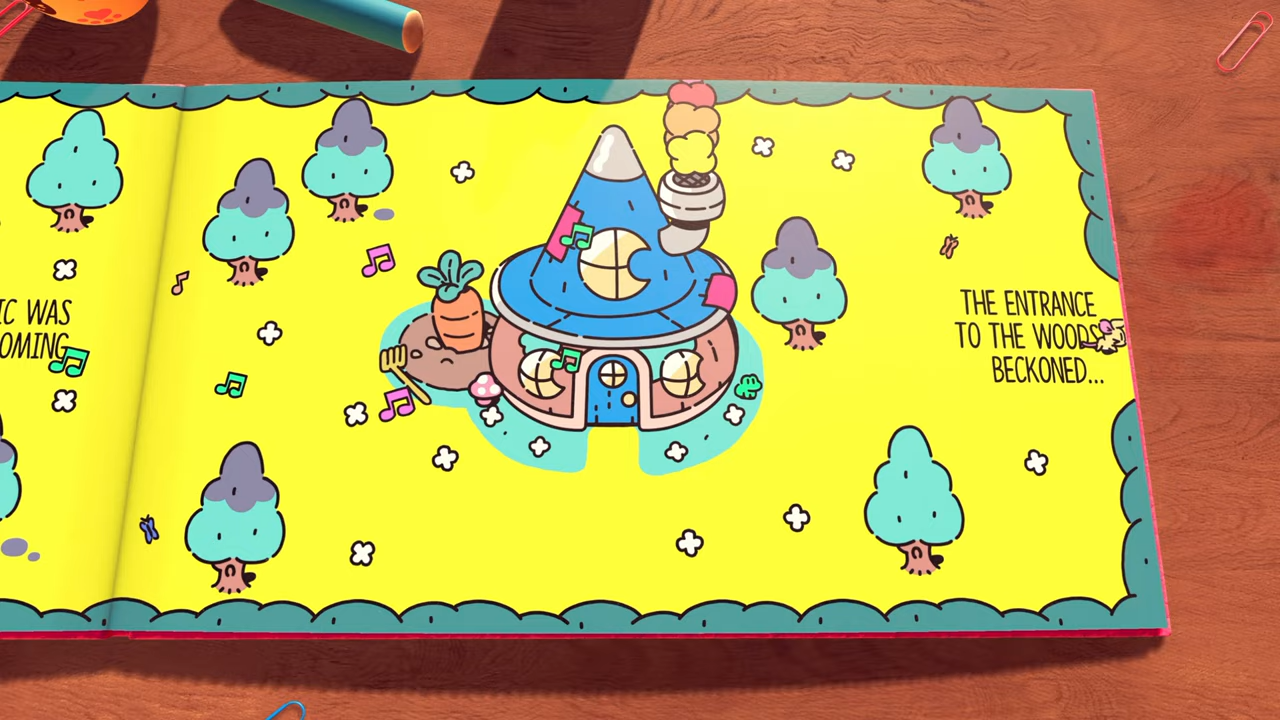 IC WAS
OMING
THE ENTRANCE
TO THE WOODS
BECKONED...